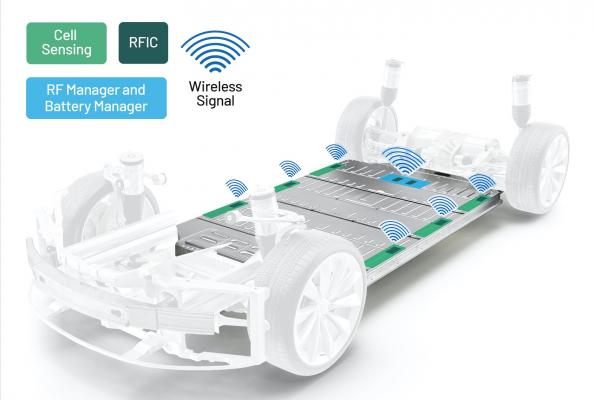 Cell
Sensing
RFIC
RF Manager and
Battery Manager
Wireless
Signal